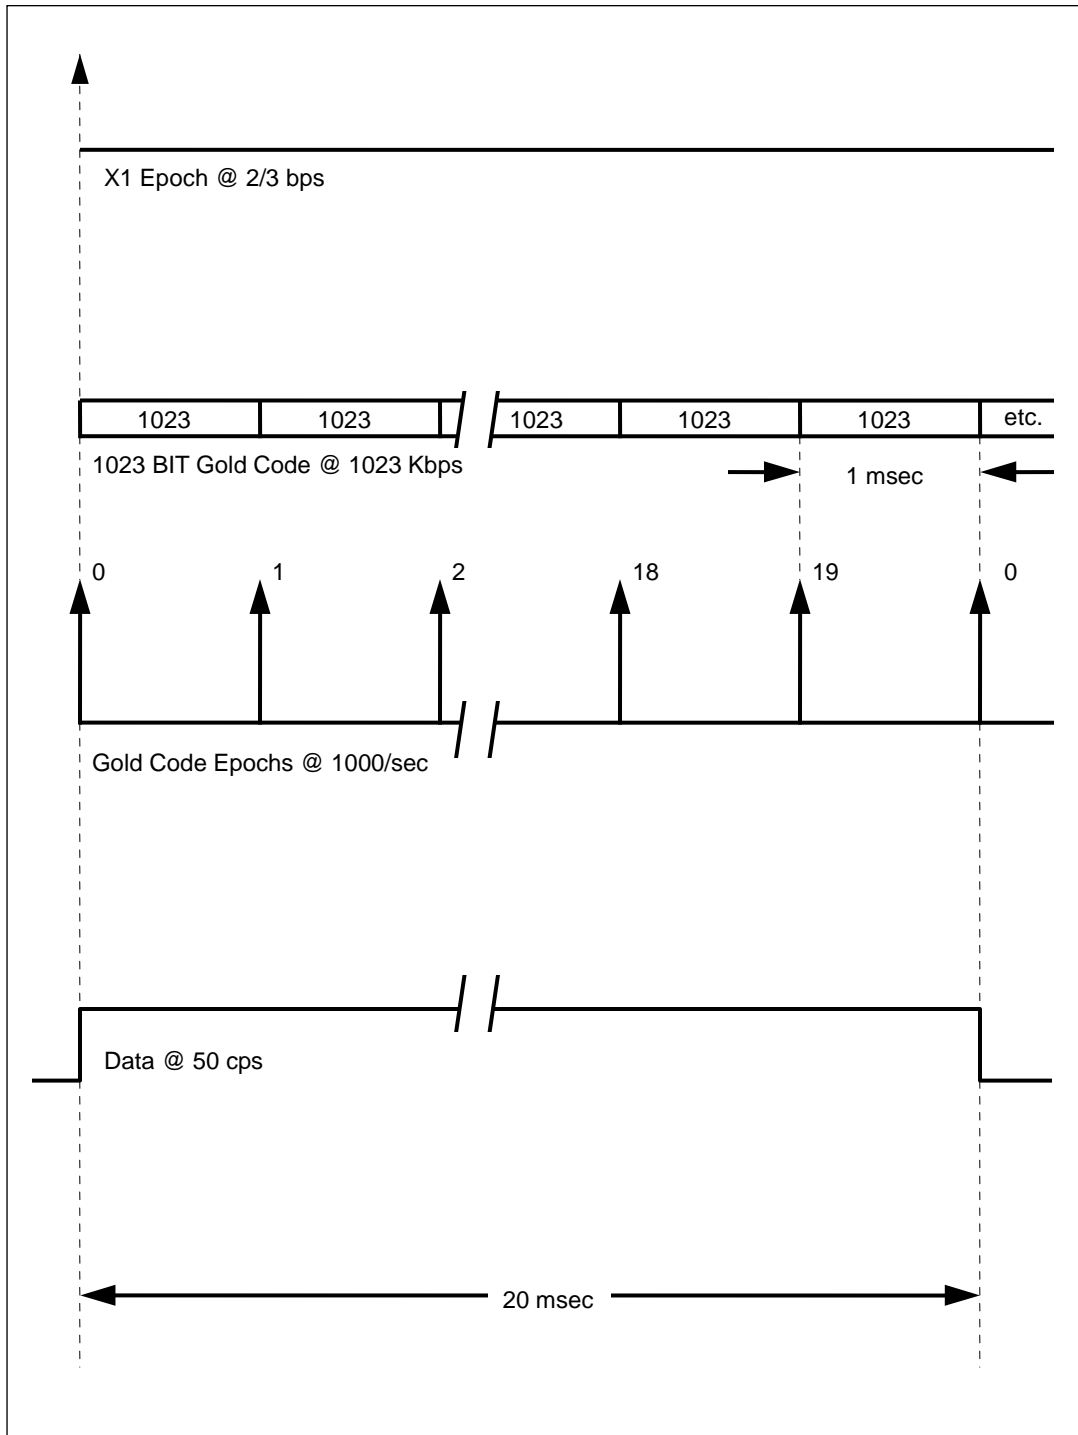 X1 Epoch @ 2/3 bps
1023 1023 1023 1023 1023 etc.
1023 BIT Gold Code @ 1023 Kbps
1 msec
0 1 2 18 19 0
Gold Code Epochs @ 1000/sec
Data @ 50 cps
20 msec